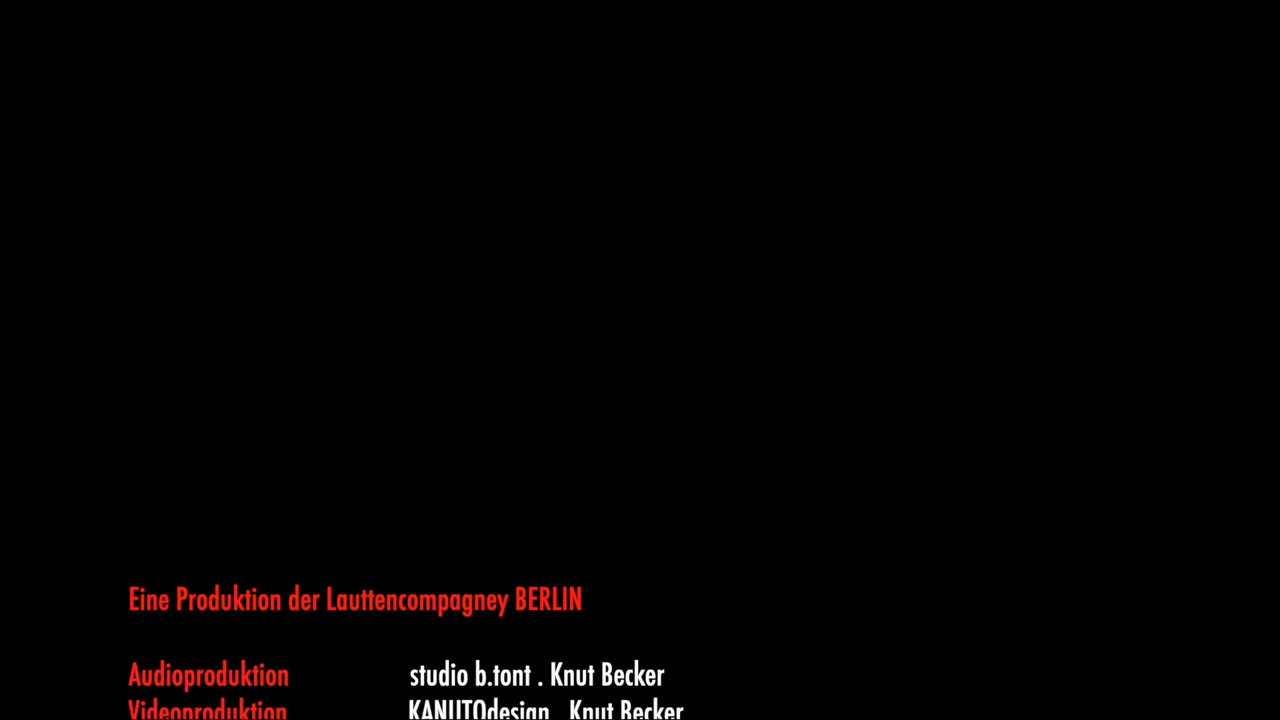 Eine Produktion der Lauttencompagney BERLIN
Audioproduktion studio b.tont . Knut Becker
Videoproduktion KANUTOdesign . Knut Becker